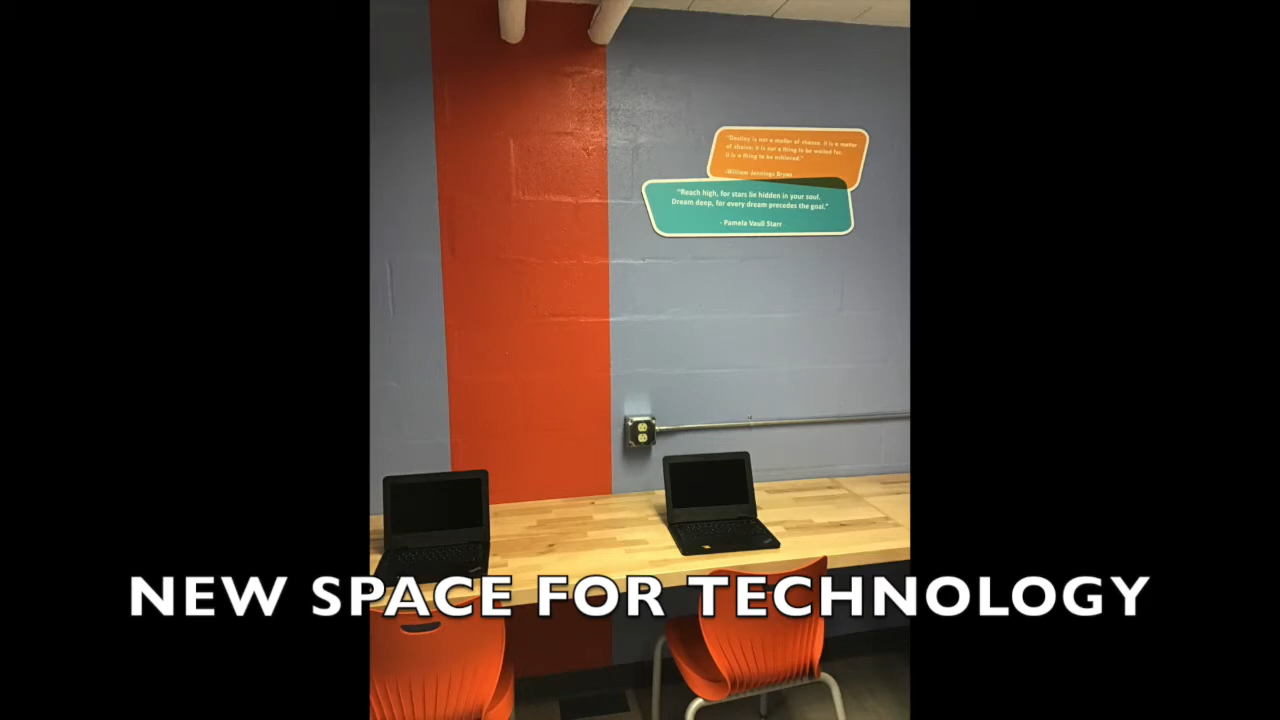 "Destiny is not a matter of chance, it is a matter
of choice; it is not a thing to be waited for,
it is a thing to be achieved."
-William Jennings Bryan
"Reach high, for stars lie hidden in your soul.
Dream deep, for every dream precedes the goal."
- Pamela Vaull Starr
NEW SPACE FOR TECHNOLOGY